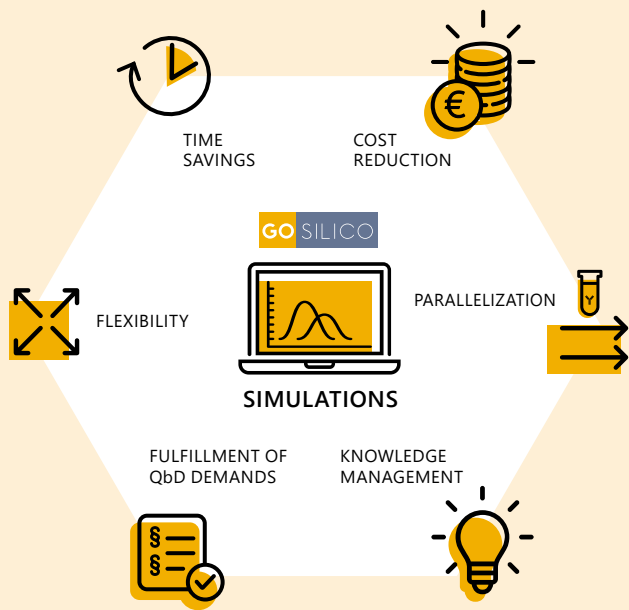 TIME
SAVINGS
COST
REDUCTION
€
GO SILICO
FLEXIBILITY
PARALLELIZATION
Y
SIMULATIONS
FULFILLMENT OF
QbD DEMANDS
KNOWLEDGE
MANAGEMENT
§
§